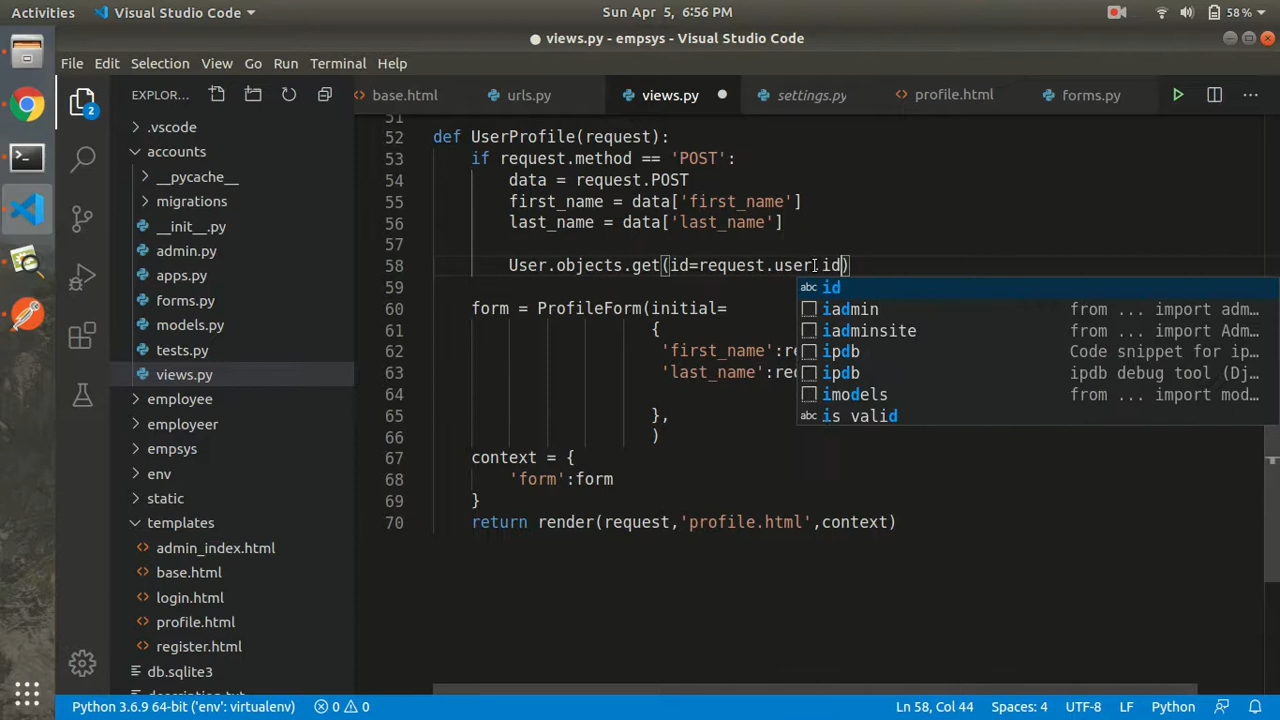 Activities
Visual Studio Code
Sun Apr 5, 6:56 PM
58 %
● views.py - empsys - Visual Studio Code
File Edit Selection View Go Run Terminal Help
2
EXPLOR...
base.html
urls.py
views.py
settings.py
profile.html
forms.py
.vscode
accounts
__pycache__
migrations
__init__.py
admin.py
apps.py
forms.py
models.py
tests.py
views.py
employee
employeer
empsys
env
static
templates
admin_index.html
base.html
login.html
profile.html
register.html
db.sqlite3
51
52 def UserProfile(request):
53 if request.method == 'POST':
54 data = request.POST
55 first_name = data['first_name']
56 last_name = data['last_name']
57
58 User.objects.get(id=request.user.id)
59
60 form = ProfileForm(initial=
61 {
62 'first_name':re
63 'last_name':req
64
65 },
66 )
67 context = {
68 'form':form
69 }
70 return render(request,'profile.html',context)
abc id
iadmin from ... import adm…
iadminsite from ... import Adm…
ipdb Code snippet for ip…
ipdb ipdb debug tool (Dj…
imodels from ... import mod…
abc is valid
Python 3.6.9 64-bit ('env': virtualenv)
0 0
Ln 58, Col 44
Spaces: 4
UTF-8
LF
Python